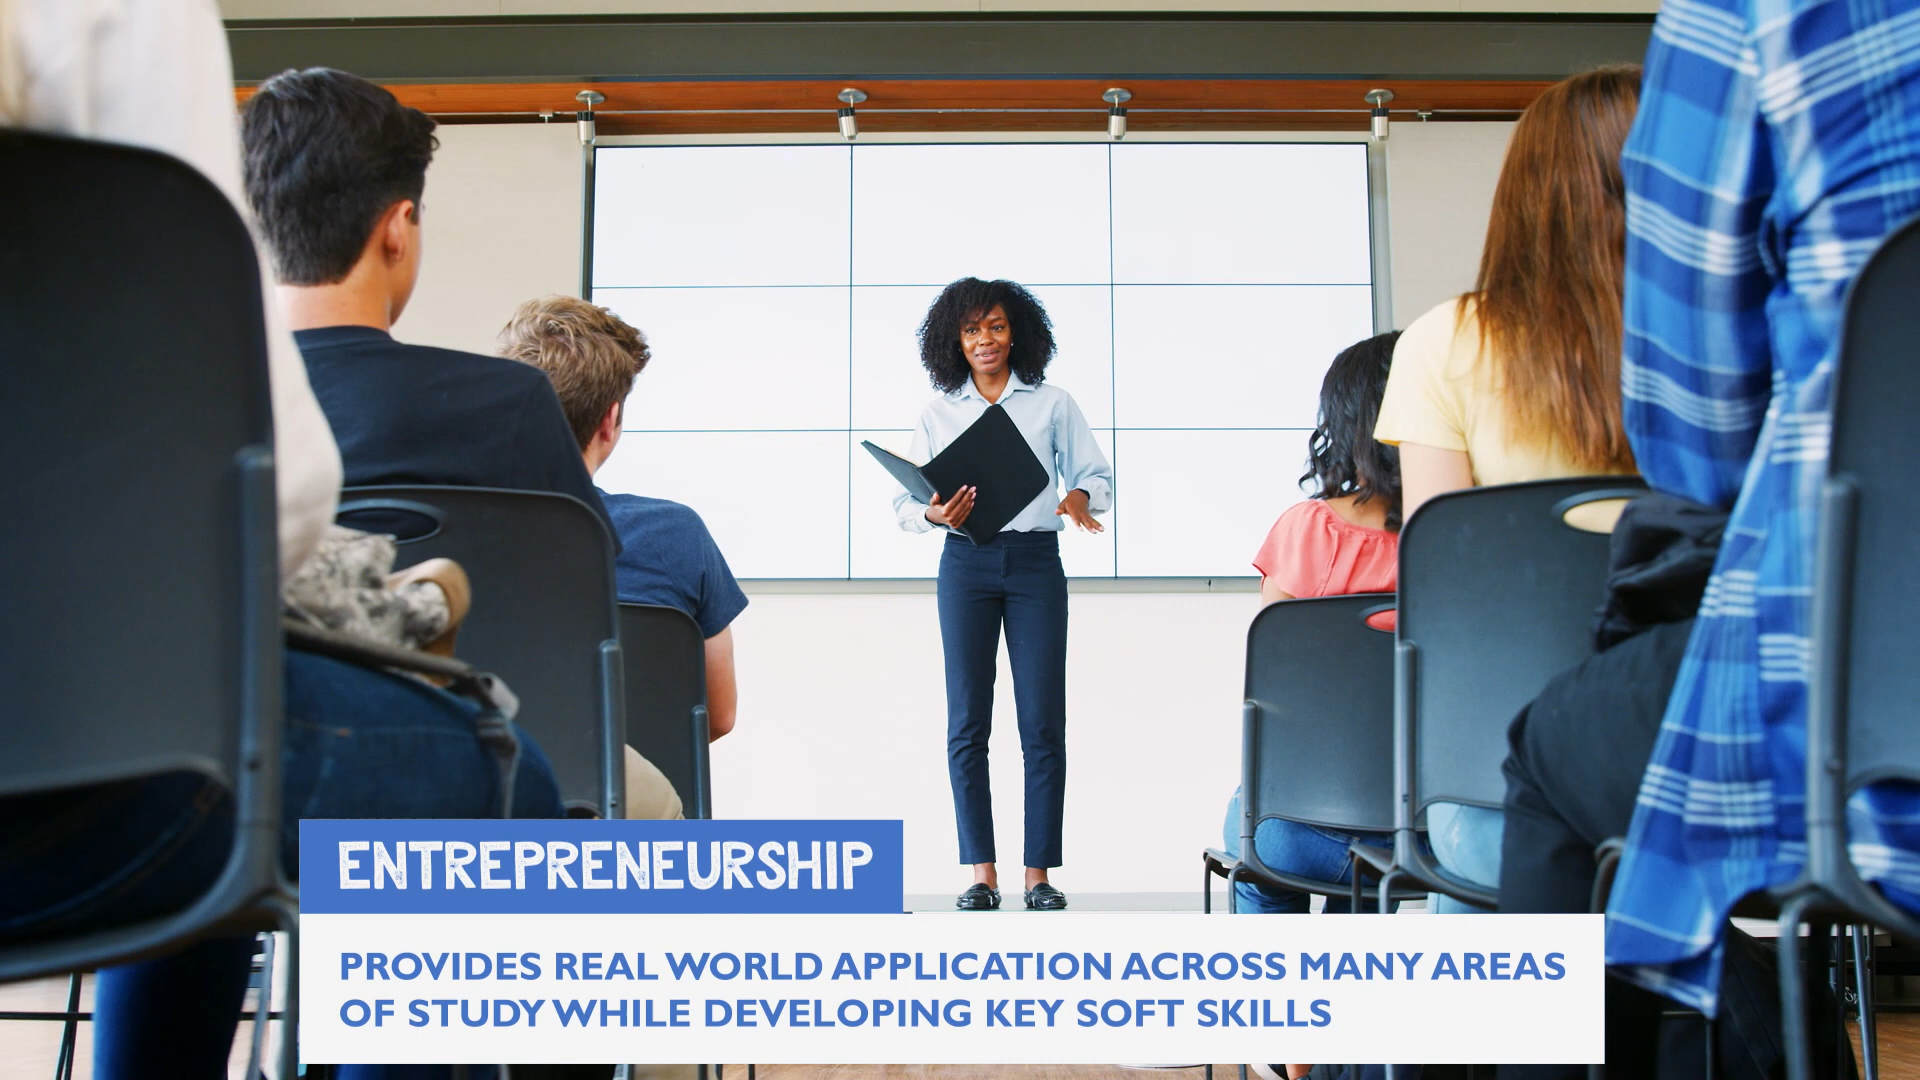 ENTREPRENEURSHIP
PROVIDES REAL WORLD APPLICATION ACROSS MANY AREAS
OF STUDY WHILE DEVELOPING KEY SOFT SKILLS